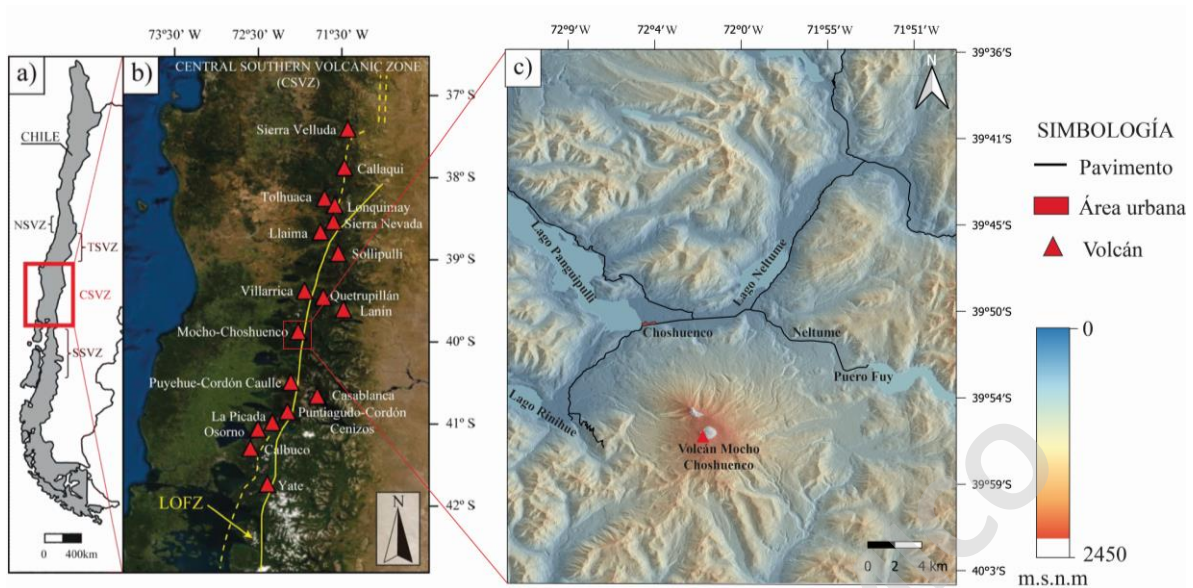 a)
CHILE
NSVZ
TSVZ
CSVZ
SSVZ
0 400km
73°30' W 72°30' W 71°30' W
b)
CENTRAL SOUTHERN VOLCANIC ZONE
(CSVZ)
37°S
38°S
39°S
40°S
41°S
42°S
Sierra Velluda
Callaqui
Tolhuaca
Lonquimay
Sierra Nevada
Llaima
Sollipulli
Villarrica
Quetrupillán
Lanín
Mocho-Choshuenco
Puyehue-Cordón Caulle
Casablanca
Puntiagudo-Cordón
Cenizos
La Picada
Osorno
Calbuco
Yate
LOFZ
N
72°9' W 72°4' W 72°0' W 71°55' W 71°51' W
c)
N
39°36' S
39°41' S
39°45' S
39°50' S
39°54' S
39°59' S
40°3' S
Lago Panguipulli
Lago Neltume
Choshuenco
Neltume
Puero Fuy
Lago Rinihue
Volcán Mocho
Choshuenco
0 2 4 km
SIMBOLOGÍA
Pavimento
Área urbana
Volcán
0
2450
m.s.n.m